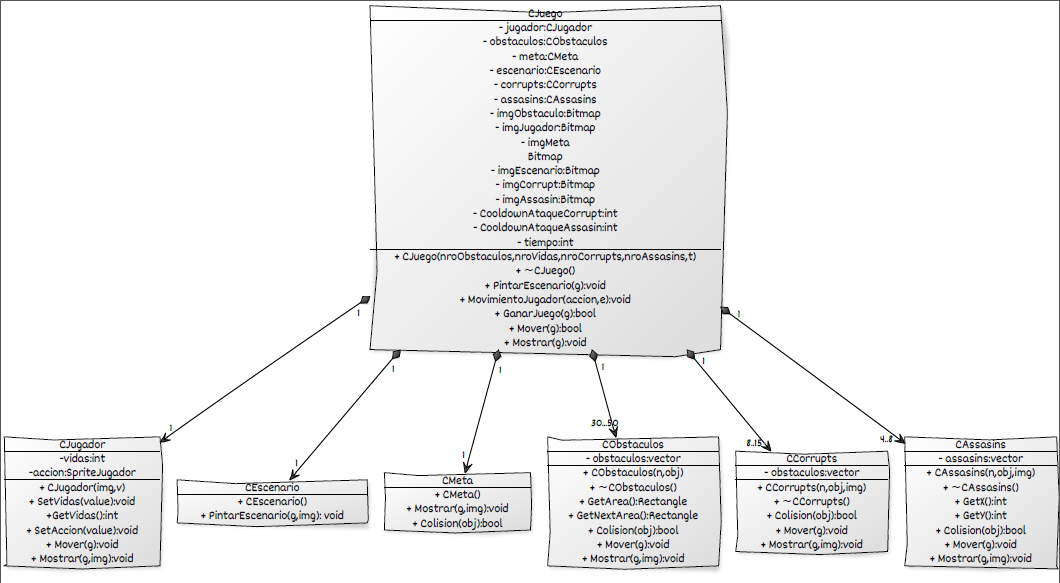 CJuego
- jugador:CJugador
- obstaculos:CObstaculos
- meta:CMeta
- escenario:CEscenario
- corrupts:CCorrupts
- assasins:CAssasins
- imgObstaculo:Bitmap
- imgJugador:Bitmap
- imgMeta
Bitmap
- imgEscenario:Bitmap
- imgCorrupt:Bitmap
- imgAssasin:Bitmap
- CooldownAtaqueCorrupt:int
- CooldownAtaqueAssasin:int
- tiempo:int
+ CJuego(nroObstaculos,nroVidas,nroCorrupts,nroAssasins,t)
+ ~CJuego()
+ PintarEscenario(g):void
+ MovimientoJugador(accion,e):void
+ GanarJuego(g):bool
+ Mover(g):bool
+ Mostrar(g):void
1
1
1
1
1
1
1
1
1
30...50
8..15
4..8
CJugador
-vidas:int
-accion:SpriteJugador
+ CJugador(img,v)
+ SetVidas(value):void
+GetVidas():int
+ SetAccion(value):void
+ Mover(g):void
+ Mostrar(g,img):void
CEscenario
+ CEscenario()
+ PintarEscenario(g,img): void
CMeta
+ CMeta()
+ Mostrar(g,img):void
+ Colision(obj):bool
CObstaculos
- obstaculos:vector
+ CObstaculos(n,obj)
+ ~CObstaculos()
+ GetArea():Rectangle
+ GetNextArea():Rectangle
+ Colision(obj):bool
+ Mover(g):void
+ Mostrar(g,img):void
CCorrupts
- obstaculos:vector
+ CCorrupts(n,obj,img)
+ ~CCorrupts()
+ Colision(obj):bool
+ Mover(g):void
+ Mostrar(g,img):void
CAssasins
- assasins:vector
+ CAssasins(n,obj,img)
+ ~CAssasins()
+ GetX():int
+ GetY():int
+ Colision(obj):bool
+ Mover(g):void
+ Mostrar(g,img):void